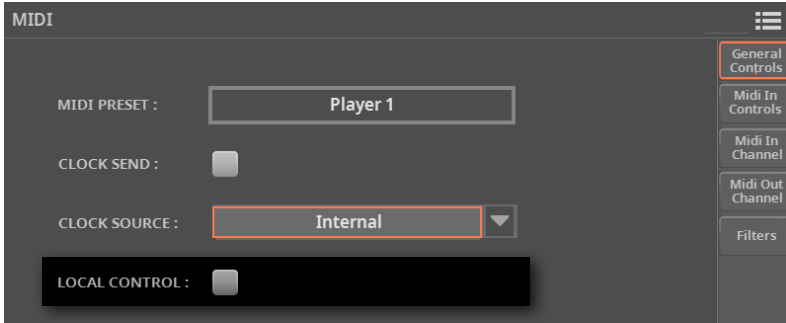 MIDI
General
Controls
MIDI PRESET :
Player 1
Midi In
Controls
CLOCK SEND :
Midi In
Channel
Midi Out
Channel
CLOCK SOURCE :
Internal
Filters
LOCAL CONTROL :